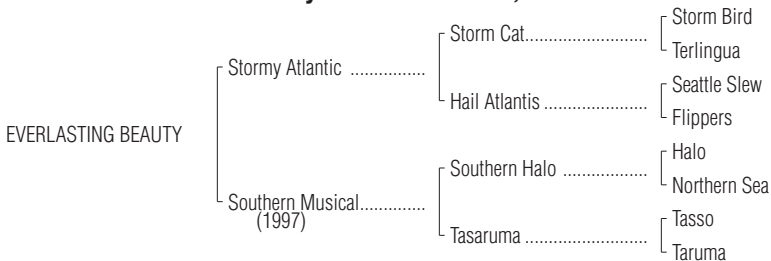 Storm Bird
Storm Cat..............................
Terlingua
Stormy Atlantic ................
Seattle Slew
Hail Atlantis .........................
Flippers
EVERLASTING BEAUTY
Halo
Southern Halo ....................
Northern Sea
Southern Musical..............
(1997)
Tasso
Tasaruma .............................
Taruma